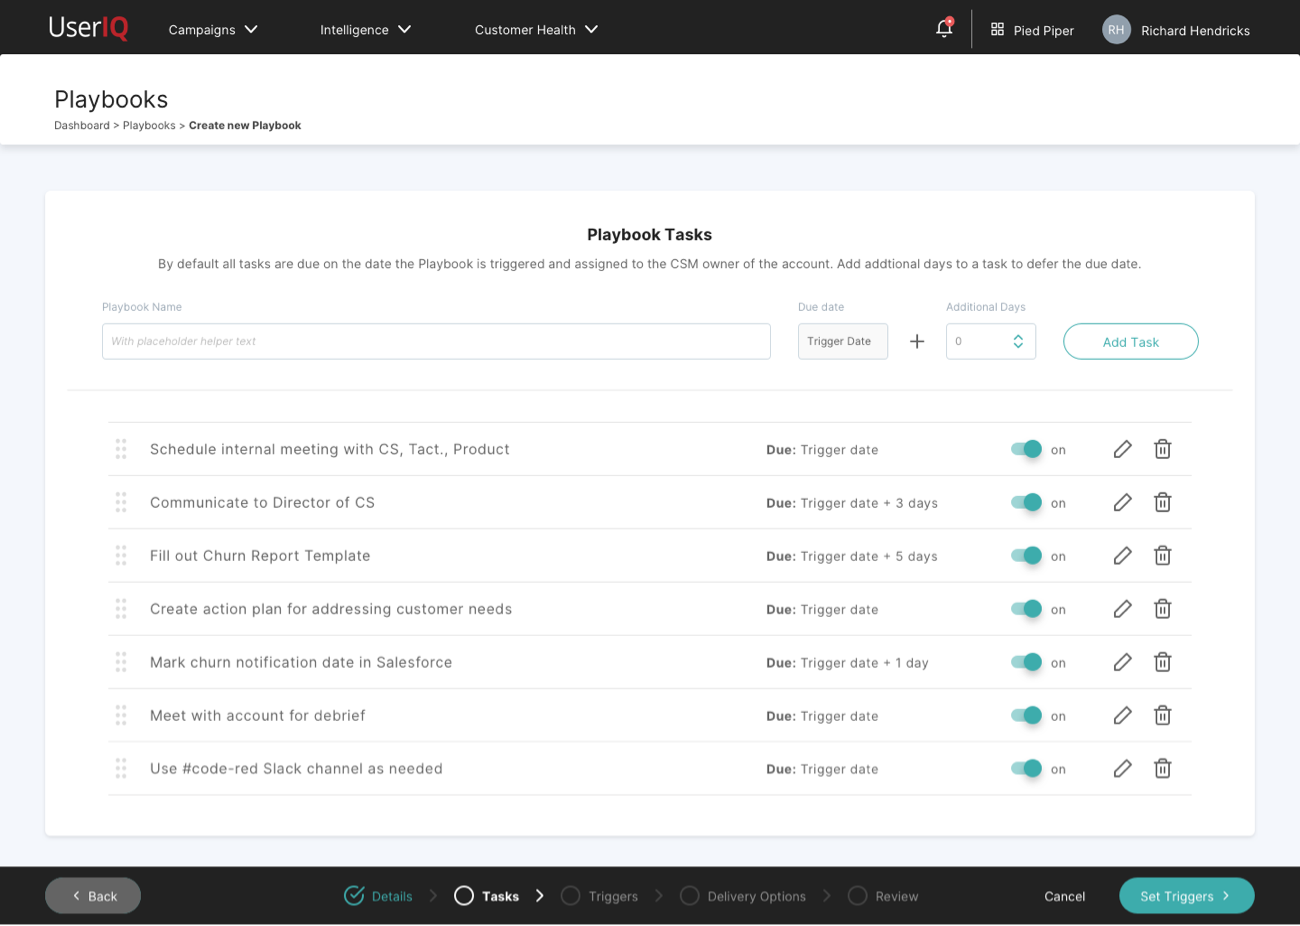 UserIQ Campaigns Intelligence Customer Health Pied Piper RH Richard Hendricks
Playbooks
Dashboard > Playbooks > Create new Playbook
Playbook Tasks
By default all tasks are due on the date the Playbook is triggered and assigned to the CSM owner of the account. Add addtional days to a task to defer the due date.
Playbook Name Due date Additional Days
With placeholder helper text Trigger Date + 0 Add Task
Schedule internal meeting with CS, Tact., Product Due: Trigger date on
Communicate to Director of CS Due: Trigger date + 3 days on
Fill out Churn Report Template Due: Trigger date + 5 days on
Create action plan for addressing customer needs Due: Trigger date on
Mark churn notification date in Salesforce Due: Trigger date + 1 day on
Meet with account for debrief Due: Trigger date on
Use #code-red Slack channel as needed Due: Trigger date on
< Back Details > Tasks > Triggers > Delivery Options > Review Cancel Set Triggers >